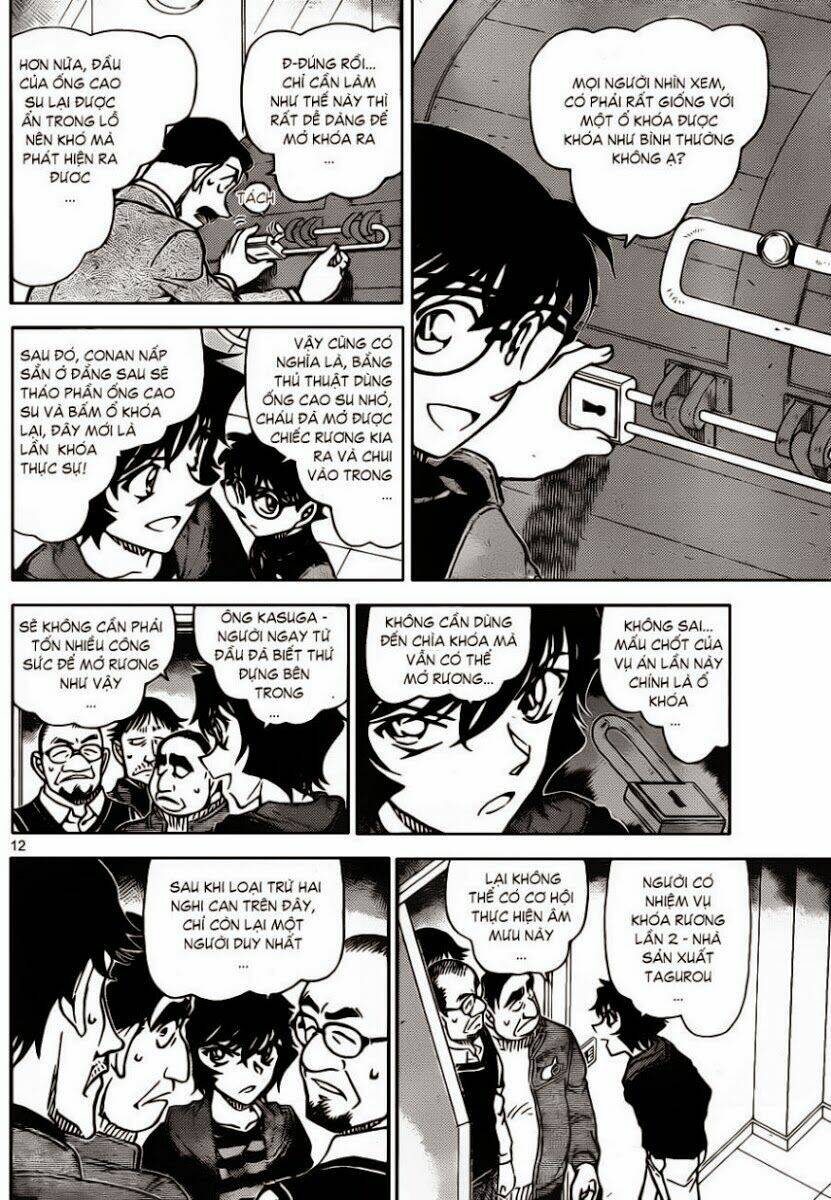 MỌI NGƯỜI NHÌN XEM,
CÓ PHẢI RẤT GIỐNG VỚI
MỘT Ổ KHÓA ĐƯỢC
KHÓA NHƯ BÌNH THƯỜNG
KHÔNG Ạ?
Đ-ĐÚNG RỒI...
CHỈ CẦN LÀM
NHƯ THẾ NÀY THÌ
RẤT DỄ DÀNG ĐỂ
MỞ KHÓA RA
...
HƠN NỮA, ĐẦU
CỦA ỐNG CAO
SU LẠI ĐƯỢC
ẨN TRONG LỖ
NÊN KHÓ MÀ
PHÁT HIỆN RA
ĐƯƠC
...
TÁCH
VẬY CŨNG CÓ
NGHĨA LÀ, BẰNG
THỦ THUẬT DÙNG
ỐNG CAO SU NHỎ,
CHÁU ĐÃ MỞ ĐƯỢC
CHIẾC RƯƠNG KIA
RA VÀ CHUI
VÀO TRONG
...
SAU ĐÓ, CONAN NẤP
SẴN Ở ĐẰNG SAU SẼ
THÁO PHẦN ỐNG CAO
SU VÀ BẤM Ổ KHÓA
LẠI, ĐÂY MỚI LÀ
LẦN KHÓA
THỰC SỰ!
KHÔNG SAI...
MẤU CHỐT CỦA
VỤ ÁN LẦN NÀY
CHÍNH LÀ Ổ
KHÓA
...
KHÔNG CẦN DÙNG
ĐẾN CHÌA KHÓA MÀ
VẪN CÓ THỂ
MỞ RƯƠNG...
ÔNG KASUGA -
NGƯỜI NGAY TỪ
ĐẦU ĐÃ BIẾT THỨ
ĐỰNG BÊN
TRONG
...
SẼ KHÔNG CẦN PHẢI
TỐN NHIỀU CÔNG
SỨC ĐỂ MỞ RƯƠNG
NHƯ VẬY
...
12
NGƯỜI CÓ
NHIỆM VỤ
KHÓA RƯƠNG
LẦN 2 - NHÀ
SẢN XUẤT
TAGUROU
...
LẠI KHÔNG
THỂ CÓ CƠ HỘI
THỰC HIỆN ÂM
MƯU NÀY
...
SAU KHI LOẠI TRỪ HAI
NGHI CAN TRÊN ĐÂY,
CHỈ CÒN LẠI MỘT
NGƯỜI DUY NHẤT
...